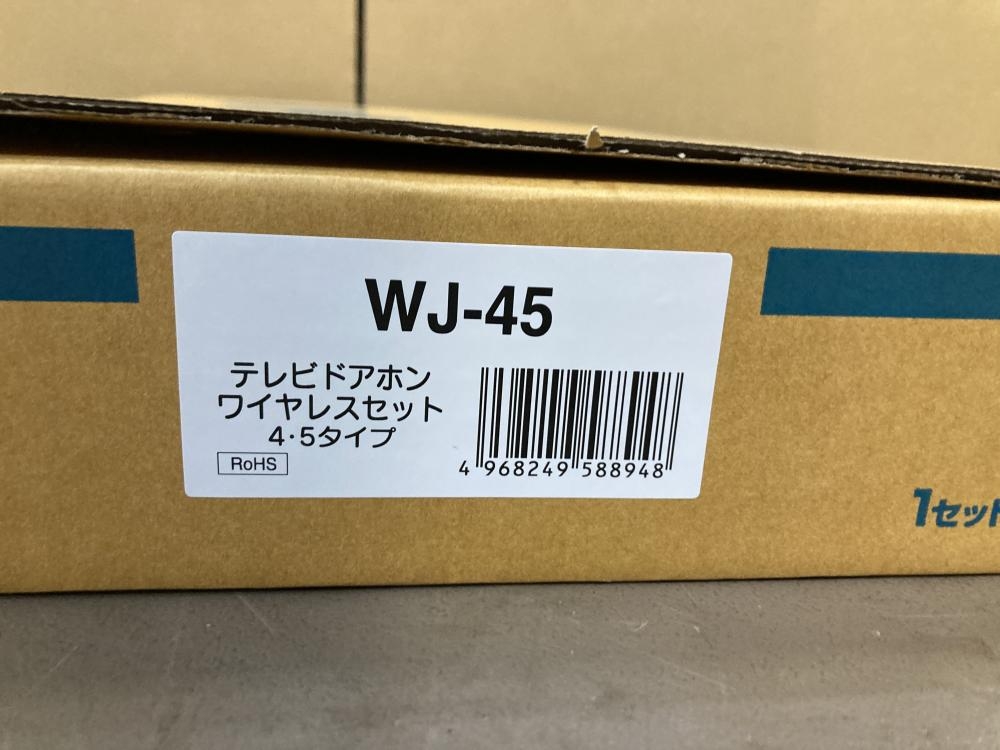 WJ-45
テレビドアホン
ワイヤレスセット
4・5タイプ
RoHS
4 968249 588948
1セット